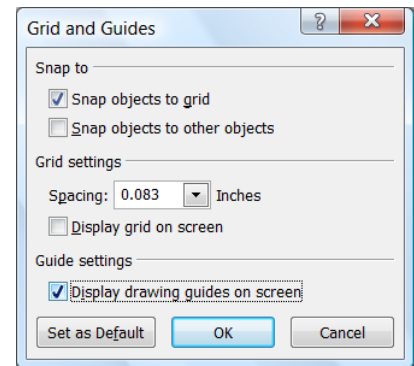 Grid and Guides
Snap to
Snap objects to grid
Snap objects to other objects
Grid settings
Spacing: 0.083 Inches
Display grid on screen
Guide settings
Display drawing guides on screen
Set as Default OK Cancel